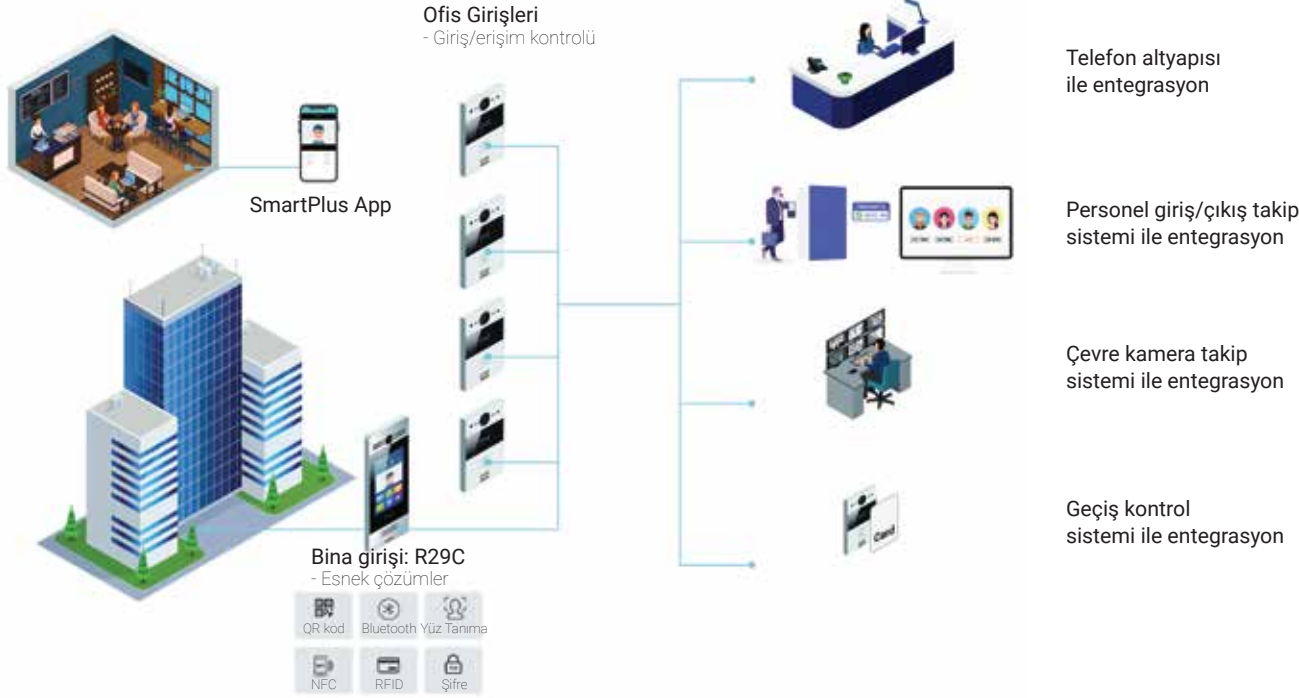 Ofis Girişleri
- Giriş/erişim kontrolü
SmartPlus App
Telefon altyapısı
ile entegrasyon
Personel giriş/çıkış takip
sistemi ile entegrasyon
Çevre kamera takip
sistemi ile entegrasyon
Card
Geçiş kontrol
sistemi ile entegrasyon
Bina girişi: R29C
- Esnek çözümler
QR kod
Bluetooth
Yüz Tanıma
NFC
RFID
Şifre